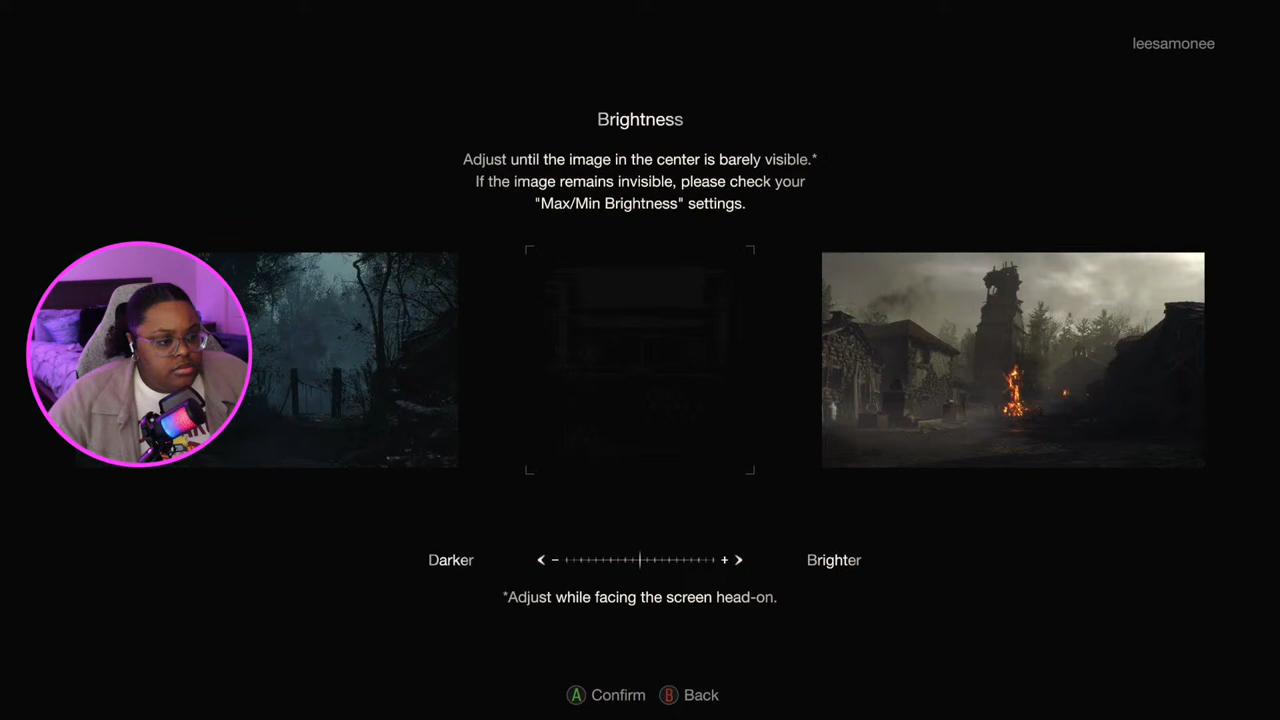 leesamonee
Brightness
Adjust until the image in the center is barely visible.*
If the image remains invisible, please check your
"Max/Min Brightness" settings.
Darker
Brighter
*Adjust while facing the screen head-on.
A Confirm B Back